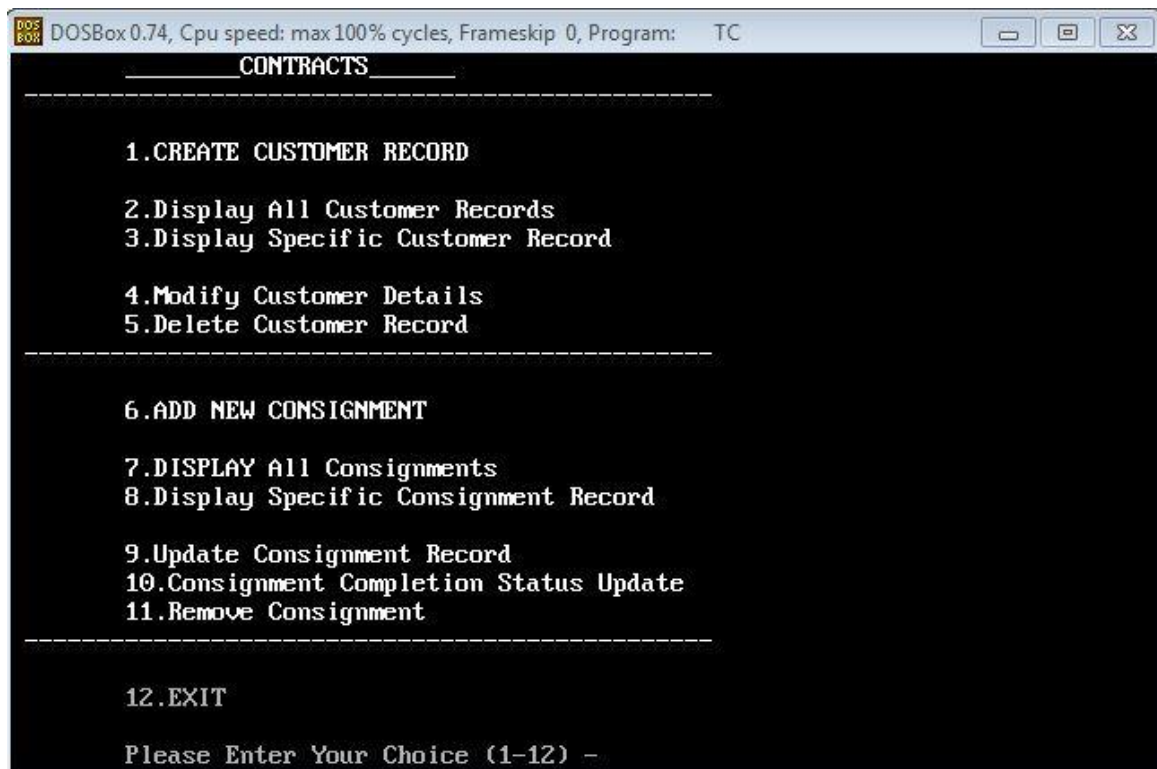 DOS BOX DOSBox 0.74, Cpu speed: max 100% cycles, Frameskip 0, Program: TC
________CONTRACTS______
------------------------------------------------
1.CREATE CUSTOMER RECORD
2.Display All Customer Records
3.Display Specific Customer Record
4.Modify Customer Details
5.Delete Customer Record
------------------------------------------------
6.ADD NEW CONSIGNMENT
7.DISPLAY All Consignments
8.Display Specific Consignment Record
9.Update Consignment Record
10.Consignment Completion Status Update
11.Remove Consignment
------------------------------------------------
12.EXIT
Please Enter Your Choice (1-12) -